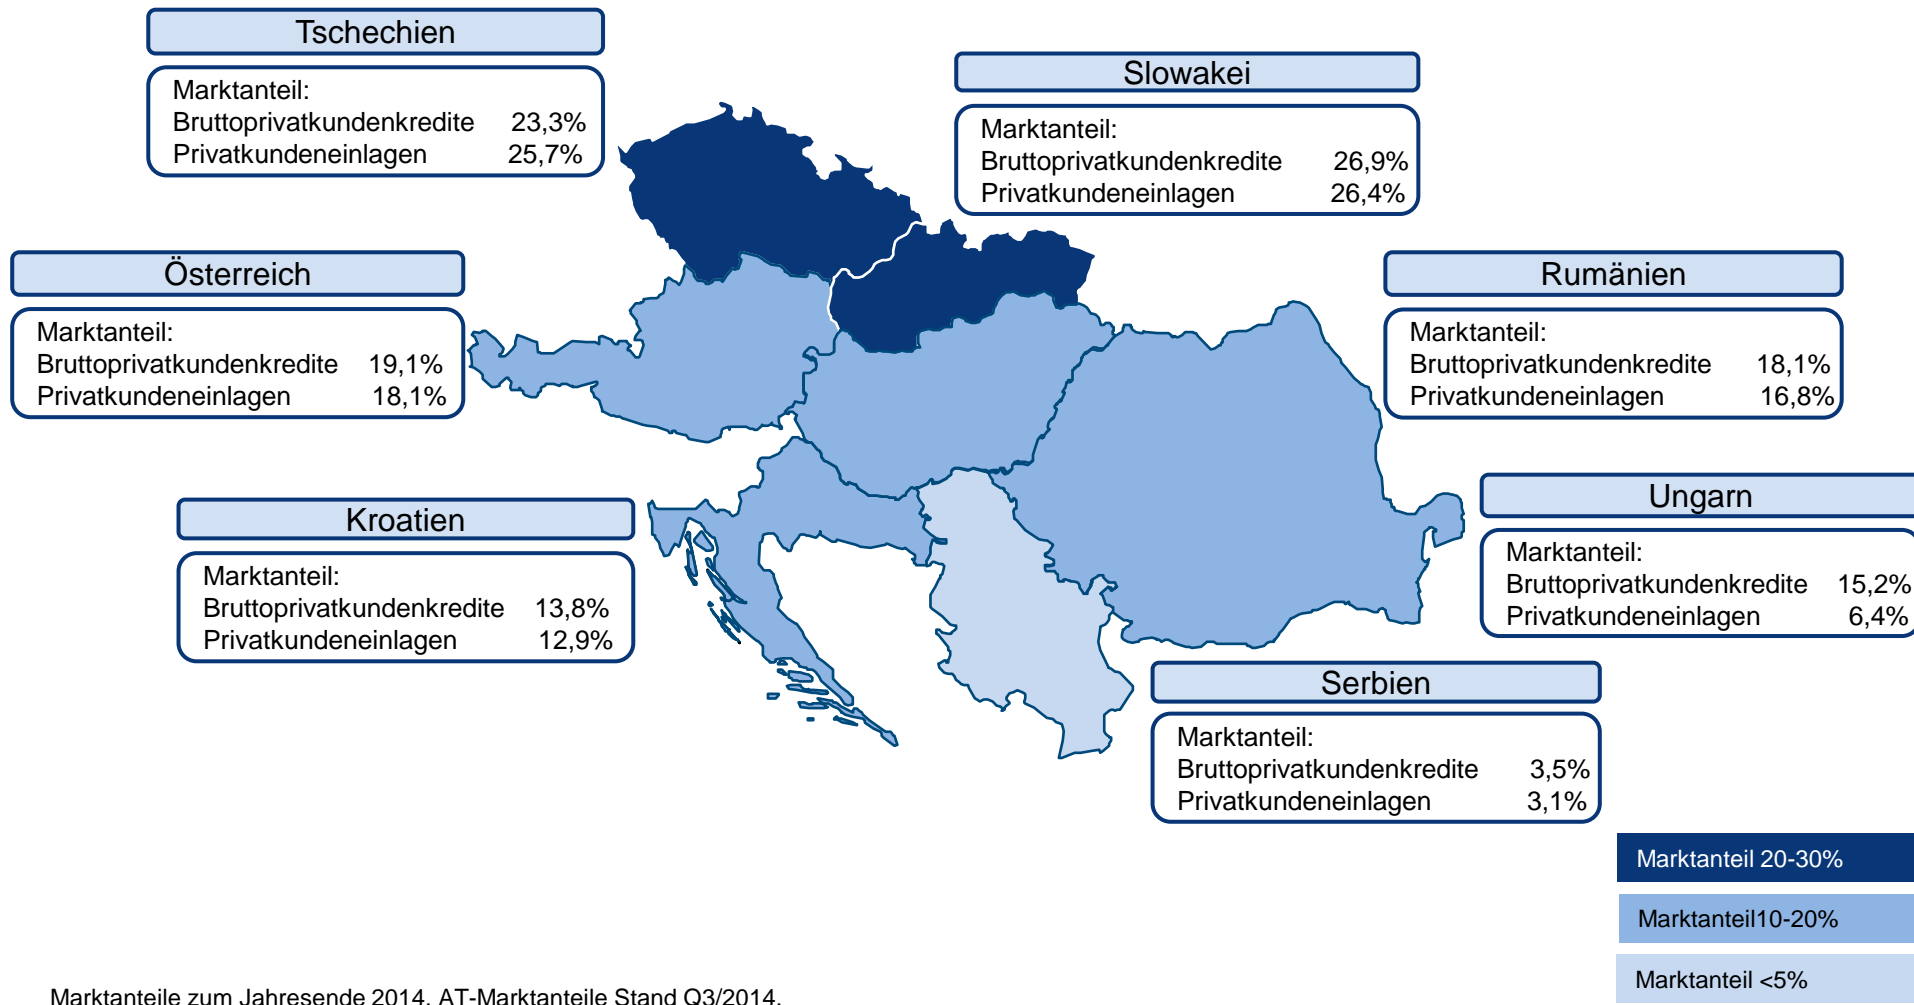 Tschechien
Marktanteil:
Bruttoprivatkundenkredite 23,3%
Privatkundeneinlagen 25,7%
Slowakei
Marktanteil:
Bruttoprivatkundenkredite 26,9%
Privatkundeneinlagen 26,4%
Österreich
Marktanteil:
Bruttoprivatkundenkredite 19,1%
Privatkundeneinlagen 18,1%
Rumänien
Marktanteil:
Bruttoprivatkundenkredite 18,1%
Privatkundeneinlagen 16,8%
Kroatien
Marktanteil:
Bruttoprivatkundenkredite 13,8%
Privatkundeneinlagen 12,9%
Ungarn
Marktanteil:
Bruttoprivatkundenkredite 15,2%
Privatkundeneinlagen 6,4%
Serbien
Marktanteil:
Bruttoprivatkundenkredite 3,5%
Privatkundeneinlagen 3,1%
Marktanteil 20-30%
Marktanteil10-20%
Marktanteil <5%
Marktanteile zum Jahresende 2014. AT-Marktanteile Stand Q3/2014.